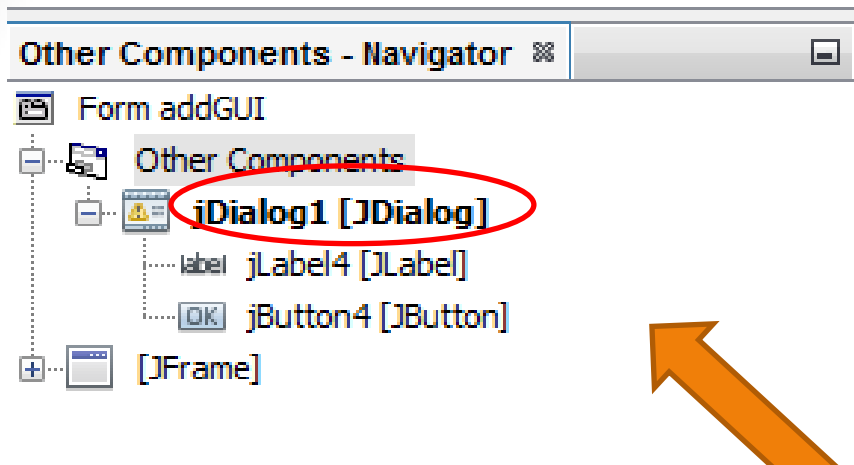 Other Components - Navigator
Form addGUI
Other Components
jDialog1 [JDialog]
label jLabel4 [JLabel]
OK jButton4 [JButton]
[JFrame]